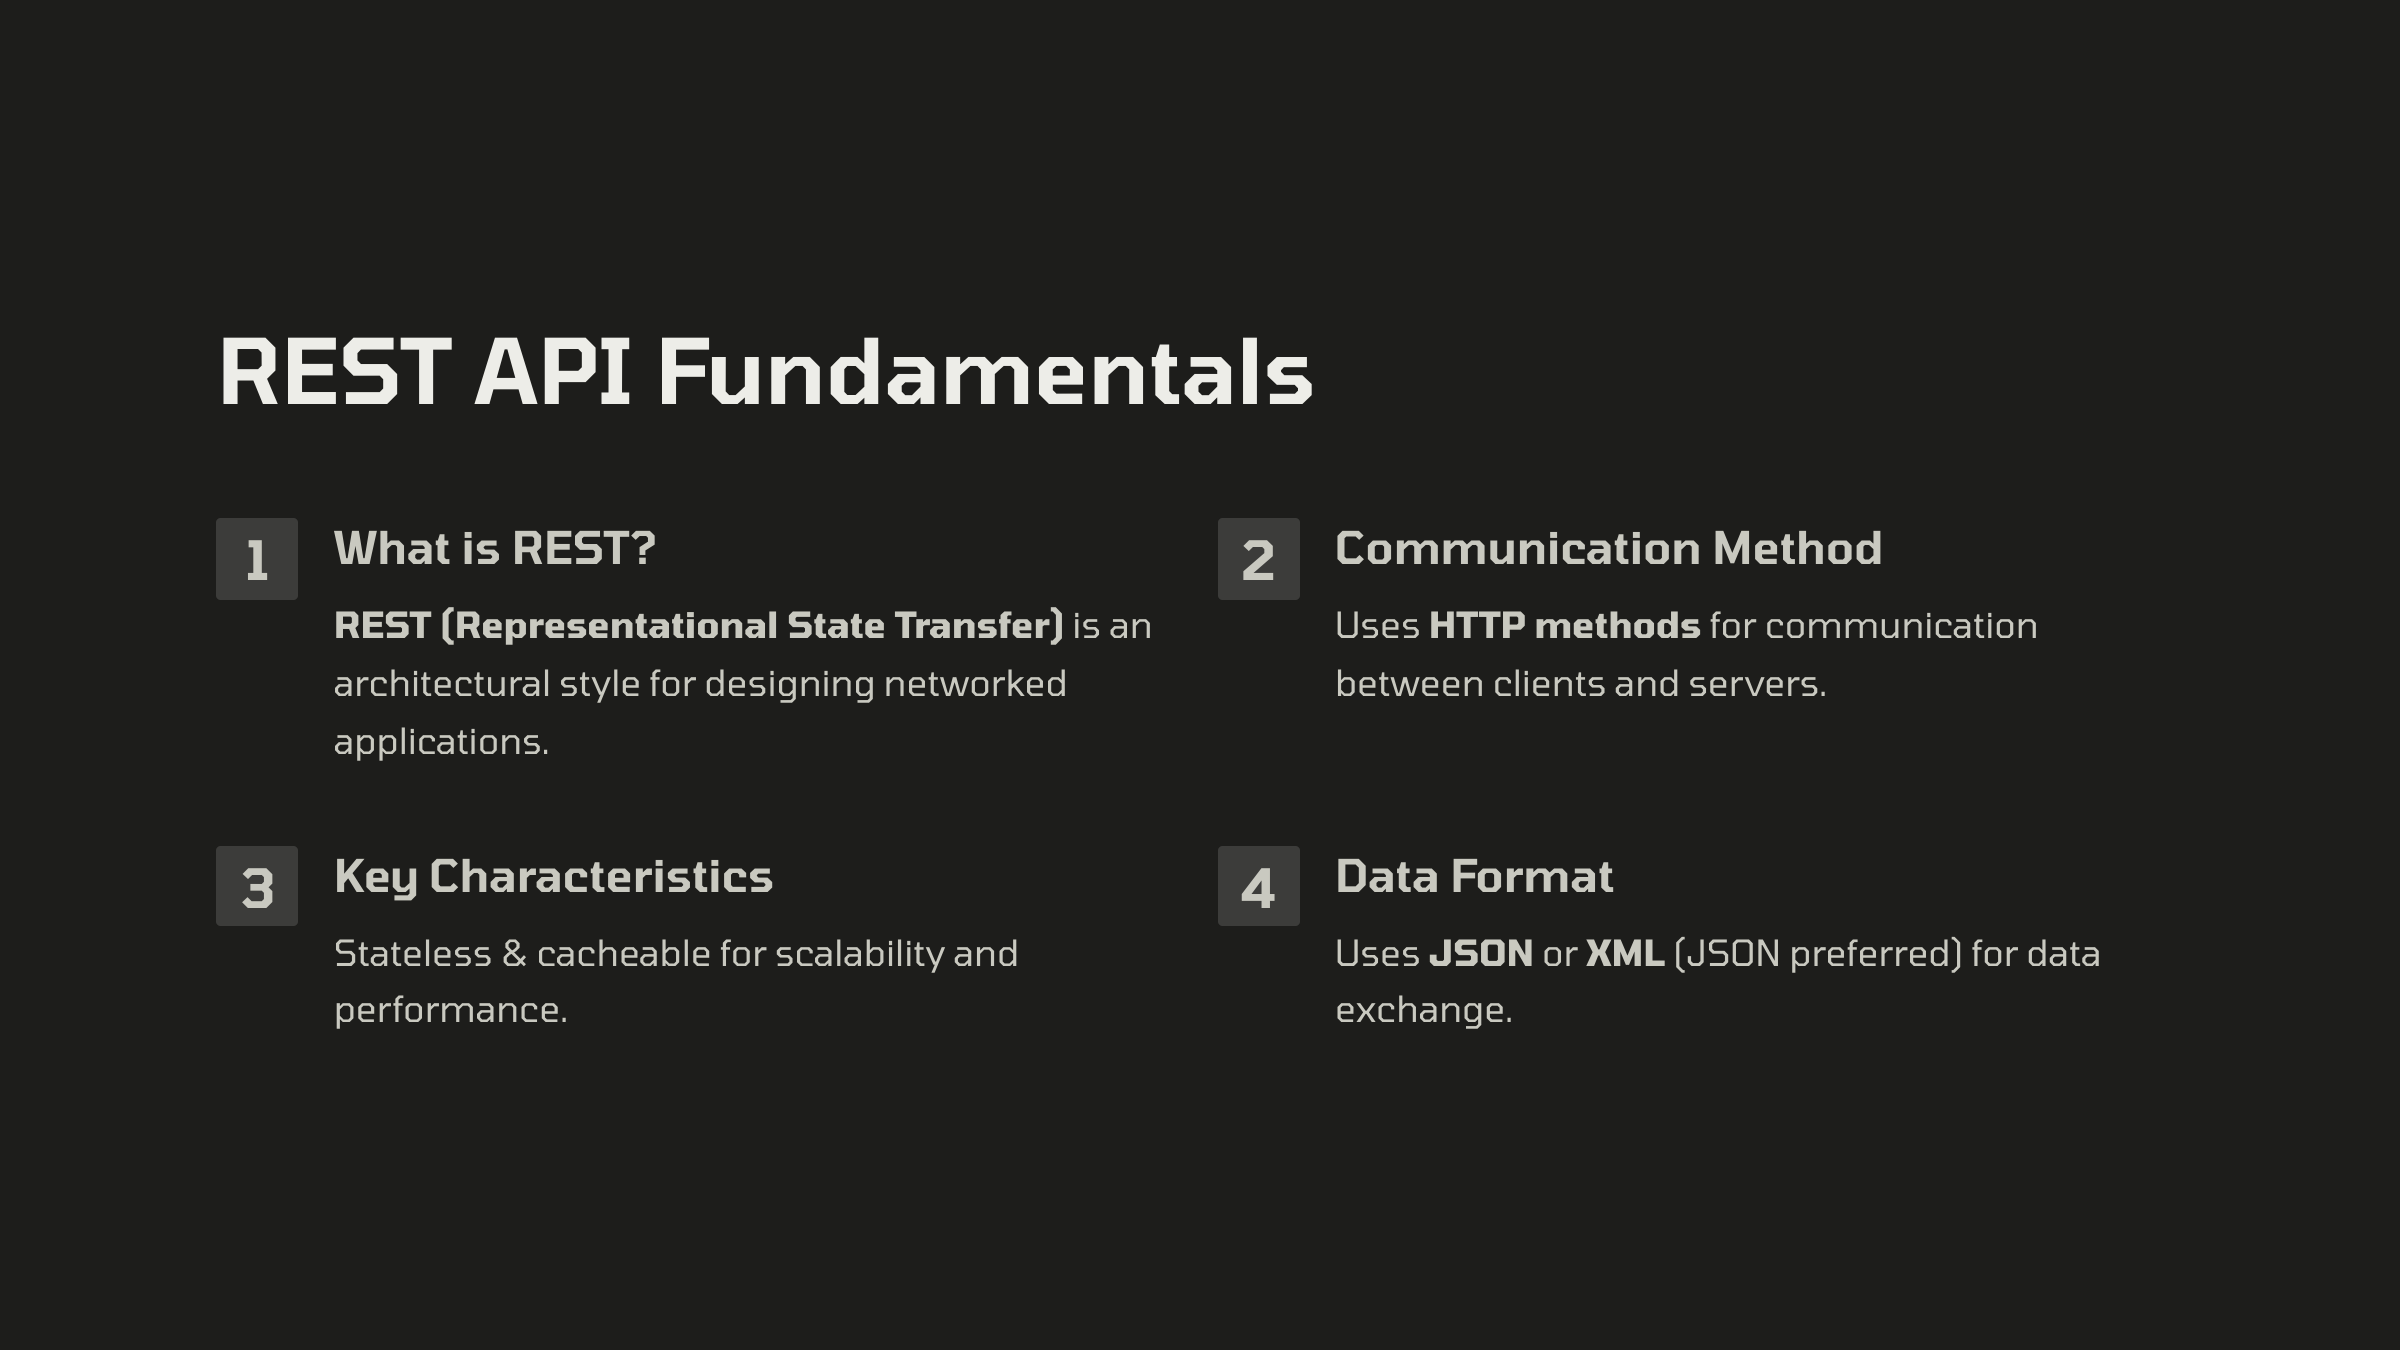 REST API Fundamentals
1
What is REST?
REST (Representational State Transfer) is an
architectural style for designing networked
applications.
2
Communication Method
Uses HTTP methods for communication
between clients and servers.
3
Key Characteristics
Stateless & cacheable for scalability and
performance.
4
Data Format
Uses JSON or XML (JSON preferred) for data
exchange.